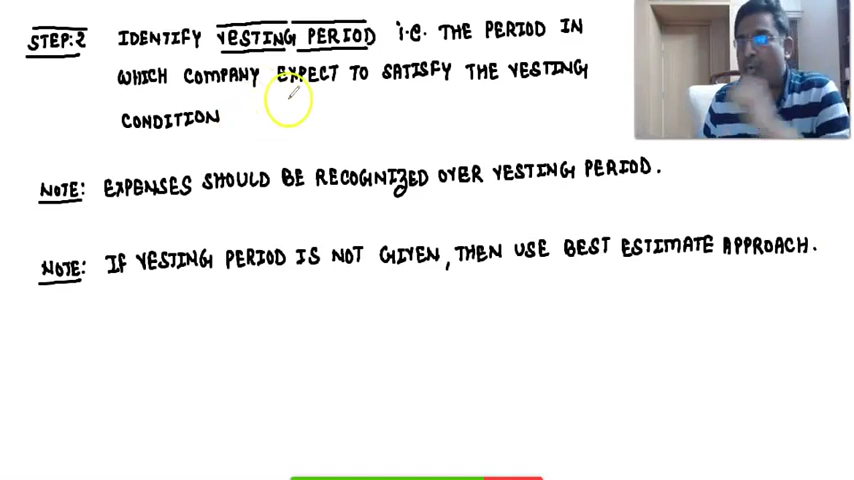 STEP:2 IDENTIFY VESTING PERIOD i.e. THE PERIOD IN
WHICH COMPANY EXPECT TO SATISFY THE VESTING
CONDITION
NOTE: EXPENSES SHOULD BE RECOGNIZED OVER VESTING PERIOD.
NOTE: IF VESTING PERIOD IS NOT GIVEN, THEN USE BEST ESTIMATE APPROACH.